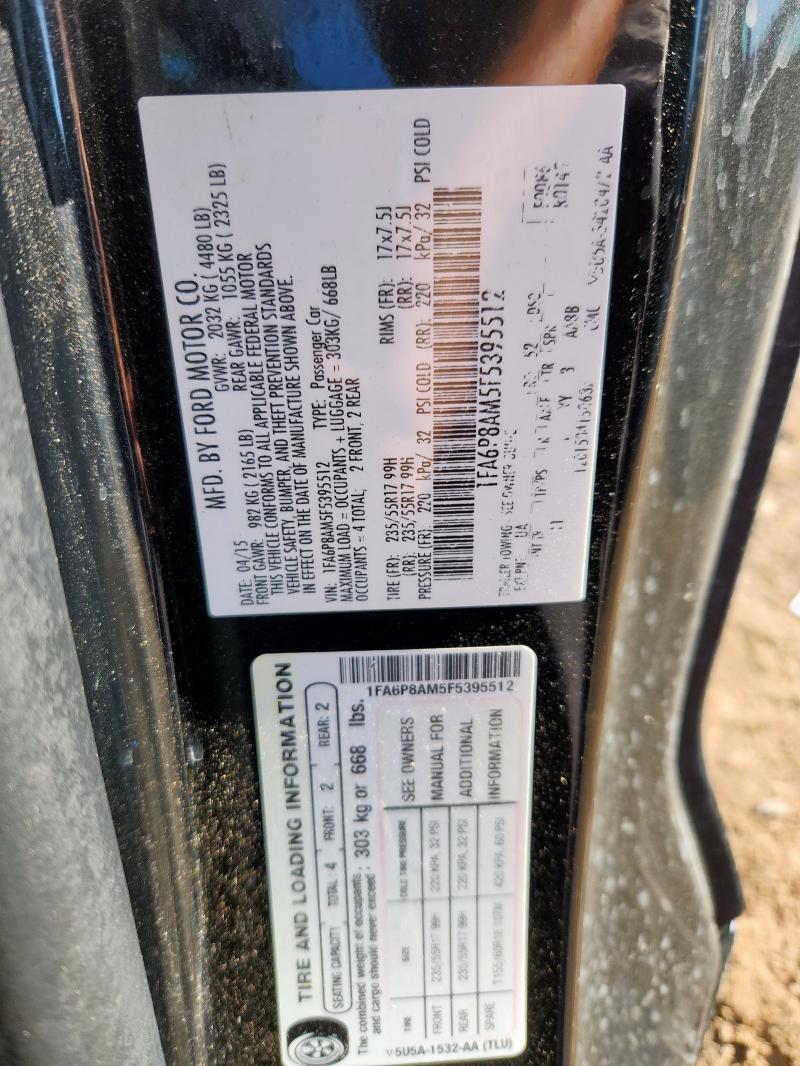 MFD. BY FORD MOTOR CO.
DATE: 04/15 GVWR: 2032 KG ( 4480 LB)
FRONT GAWR: 982 KG ( 2165 LB) REAR GAWR: 1055 KG ( 2325 LB)
THIS VEHICLE CONFORMS TO ALL APPLICABLE FEDERAL MOTOR
VEHICLE SAFETY, BUMPER, AND THEFT PREVENTION STANDARDS
IN EFFECT ON THE DATE OF MANUFACTURE SHOWN ABOVE.
VIN: 1FA6P8AM5F5395512 TYPE: Passenger Car
MAXIMUM LOAD = OCCUPANTS + LUGGAGE = 303KG/ 668LB
OCCUPANTS = 4 TOTAL: 2 FRONT, 2 REAR
TIRE (FR): 235/55R17 99H RIMS (FR): 17x7.5J
(RR): 235/55R17 99H (RR): 17x7.5J
PRESSURE (FR): 220 kPa/ 32 PSI COLD (RR): 220 kPa/ 32 PSI COLD
1FA6P8AM5F5395512
TRAILER TOWING: SEE OWNER
UA
AA
TIRE AND LOADING INFORMATION
SEATING CAPACITY TOTAL: 4 FRONT: 2 REAR: 2
The combined weight of occupants and cargo should never exceed: 303 kg or 668 lbs.
1FA6P8AM5F5395512
TIRE SIZE COLD TIRE PRESSURE SEE OWNERS
FRONT 235/55R17 99H 220 KPA, 32 PSI MANUAL FOR
REAR 235/55R17 99H 220 KPA, 32 PSI ADDITIONAL
SPARE 420 KPA, 60 PSI INFORMATION
V5U5A-1532-AA (TLU)